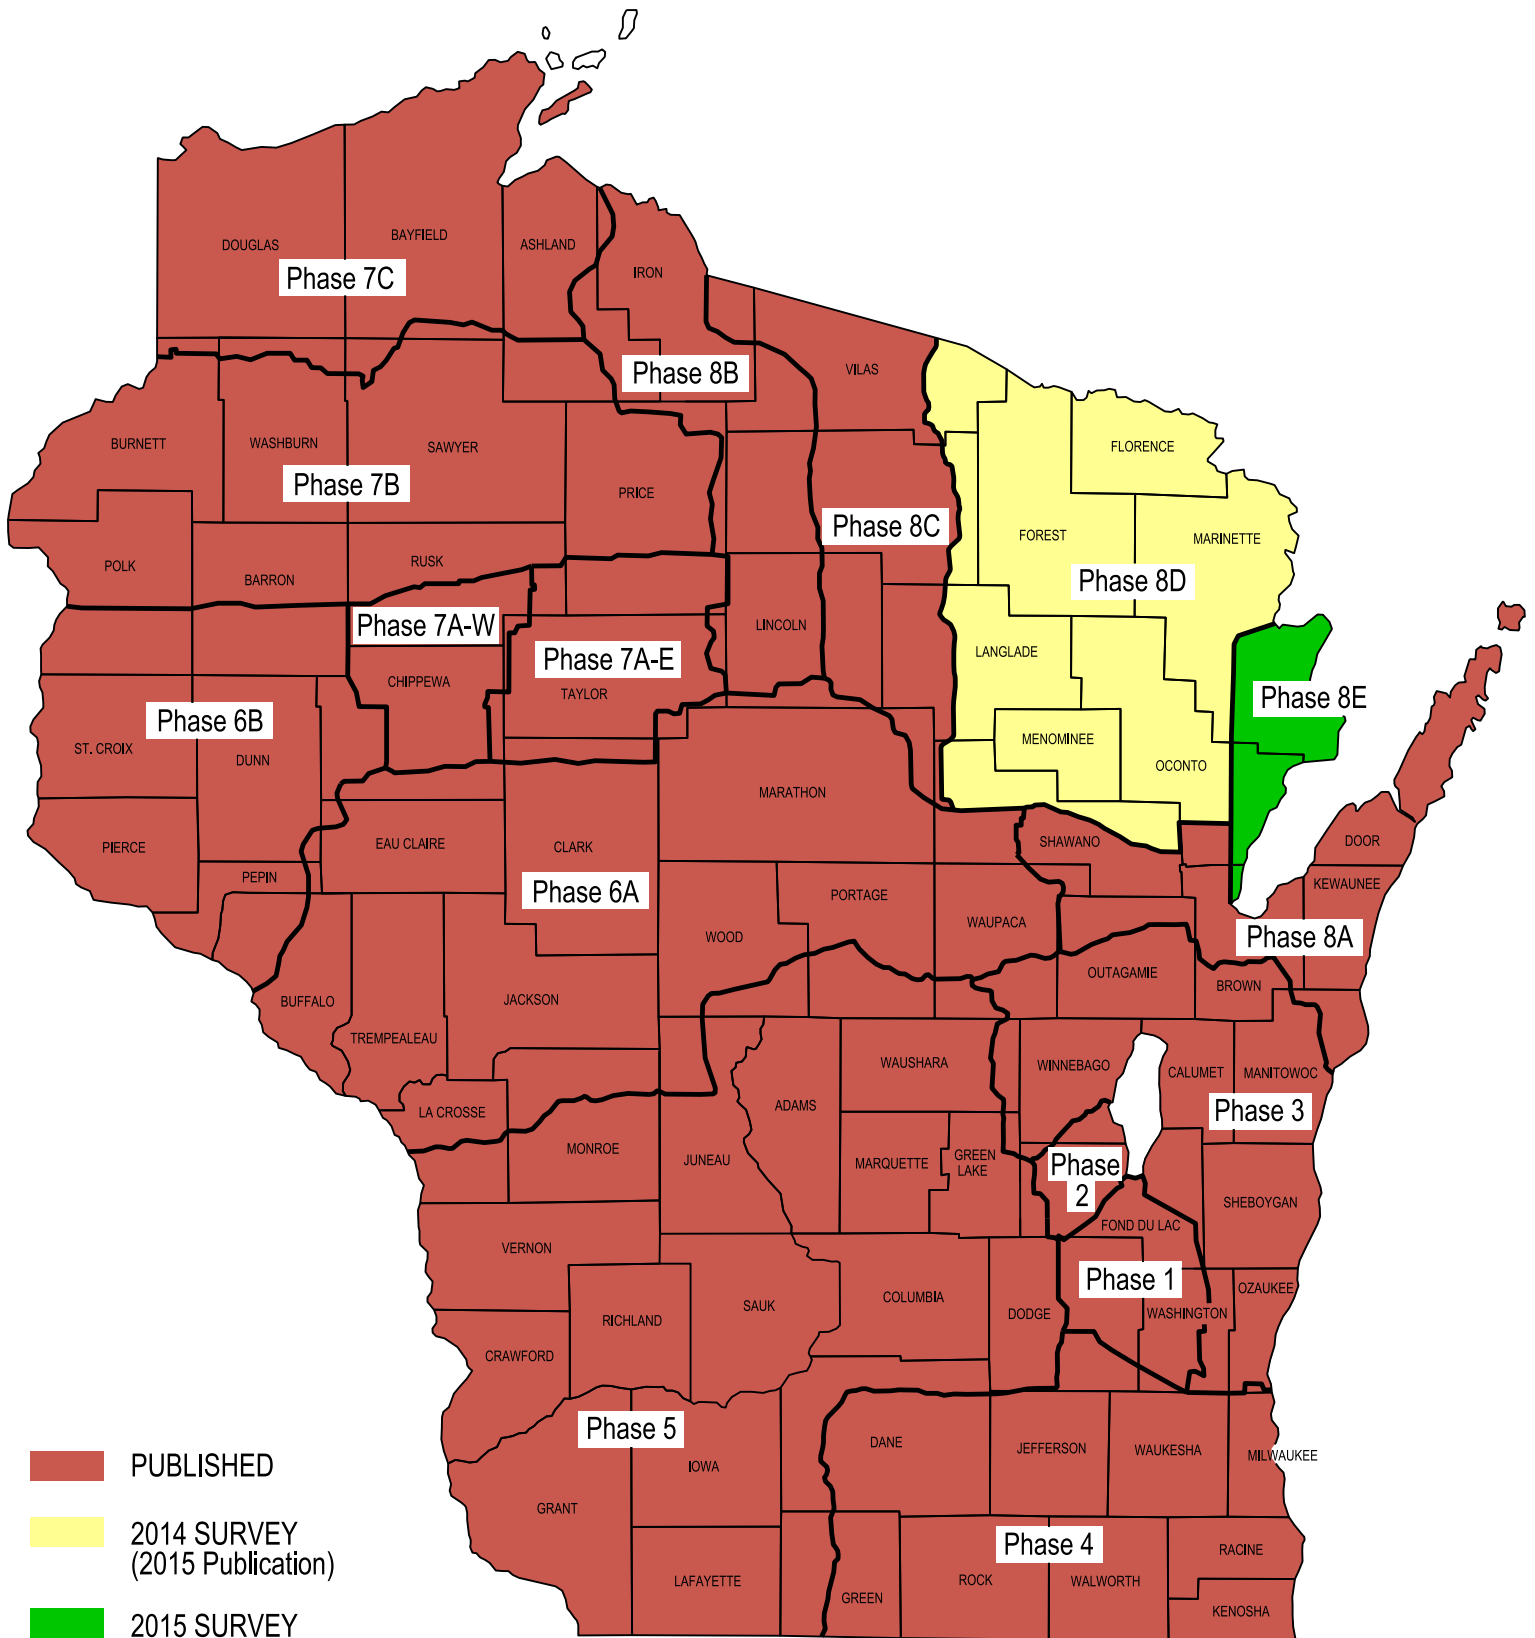 DOUGLAS
BAYFIELD
ASHLAND
IRON
Phase 7C
Phase 8B
VILAS
BURNETT
WASHBURN
SAWYER
FLORENCE
Phase 7B
PRICE
Phase 8C
FOREST
MARINETTE
POLK
BARRON
RUSK
Phase 8D
Phase 7A-W
LINCOLN
LANGLADE
Phase 7A-E
CHIPPEWA
TAYLOR
Phase 8E
Phase 6B
ST. CROIX
DUNN
MENOMINEE
OCONTO
MARATHON
PIERCE
EAU CLAIRE
CLARK
SHAWANO
DOOR
PEPIN
Phase 6A
PORTAGE
KEWAUNEE
WOOD
WAUPACA
Phase 8A
OUTAGAMIE
BROWN
BUFFALO
JACKSON
TREMPEALEAU
WAUSHARA
WINNEBAGO
CALUMET
MANITOWOC
LA CROSSE
ADAMS
Phase 3
MONROE
JUNEAU
MARQUETTE
GREEN
LAKE
Phase
2
SHEBOYGAN
FOND DU LAC
VERNON
Phase 1
SAUK
COLUMBIA
DODGE
WASHINGTON
OZAUKEE
RICHLAND
CRAWFORD
Phase 5
DANE
JEFFERSON
WAUKESHA
MILWAUKEE
IOWA
GRANT
Phase 4
RACINE
LAFAYETTE
GREEN
ROCK
WALWORTH
KENOSHA
PUBLISHED
2014 SURVEY
(2015 Publication)
2015 SURVEY